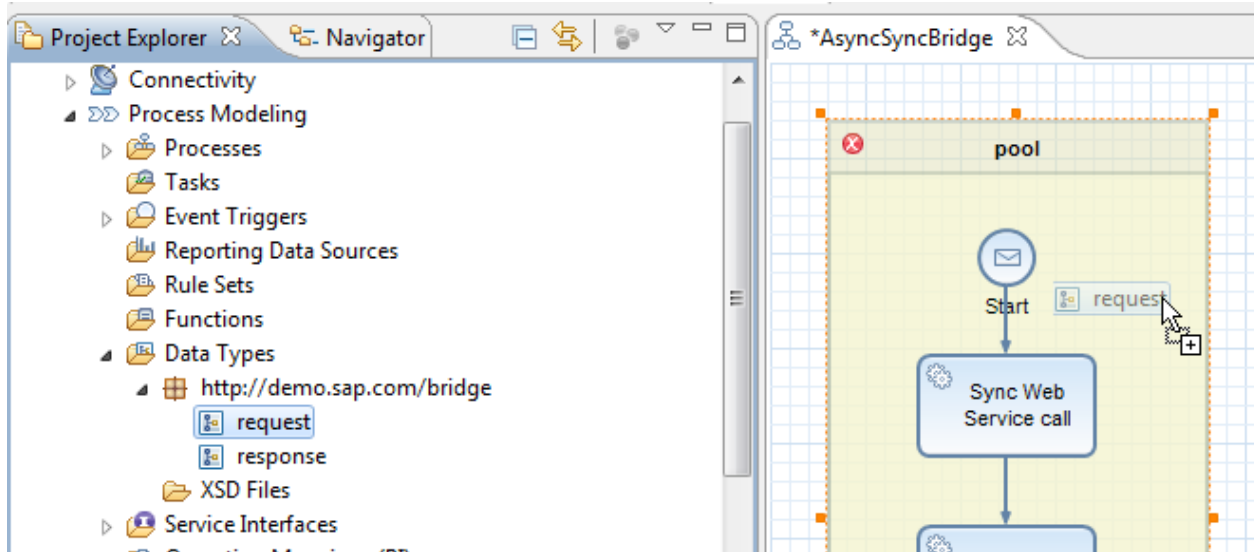 Project Explorer
Navigator
*AsyncSyncBridge
Connectivity
Process Modeling
Processes
Tasks
Event Triggers
Reporting Data Sources
Rule Sets
Functions
Data Types
http://demo.sap.com/bridge
request
response
XSD Files
Service Interfaces
pool
Start
request
Sync Web
Service call